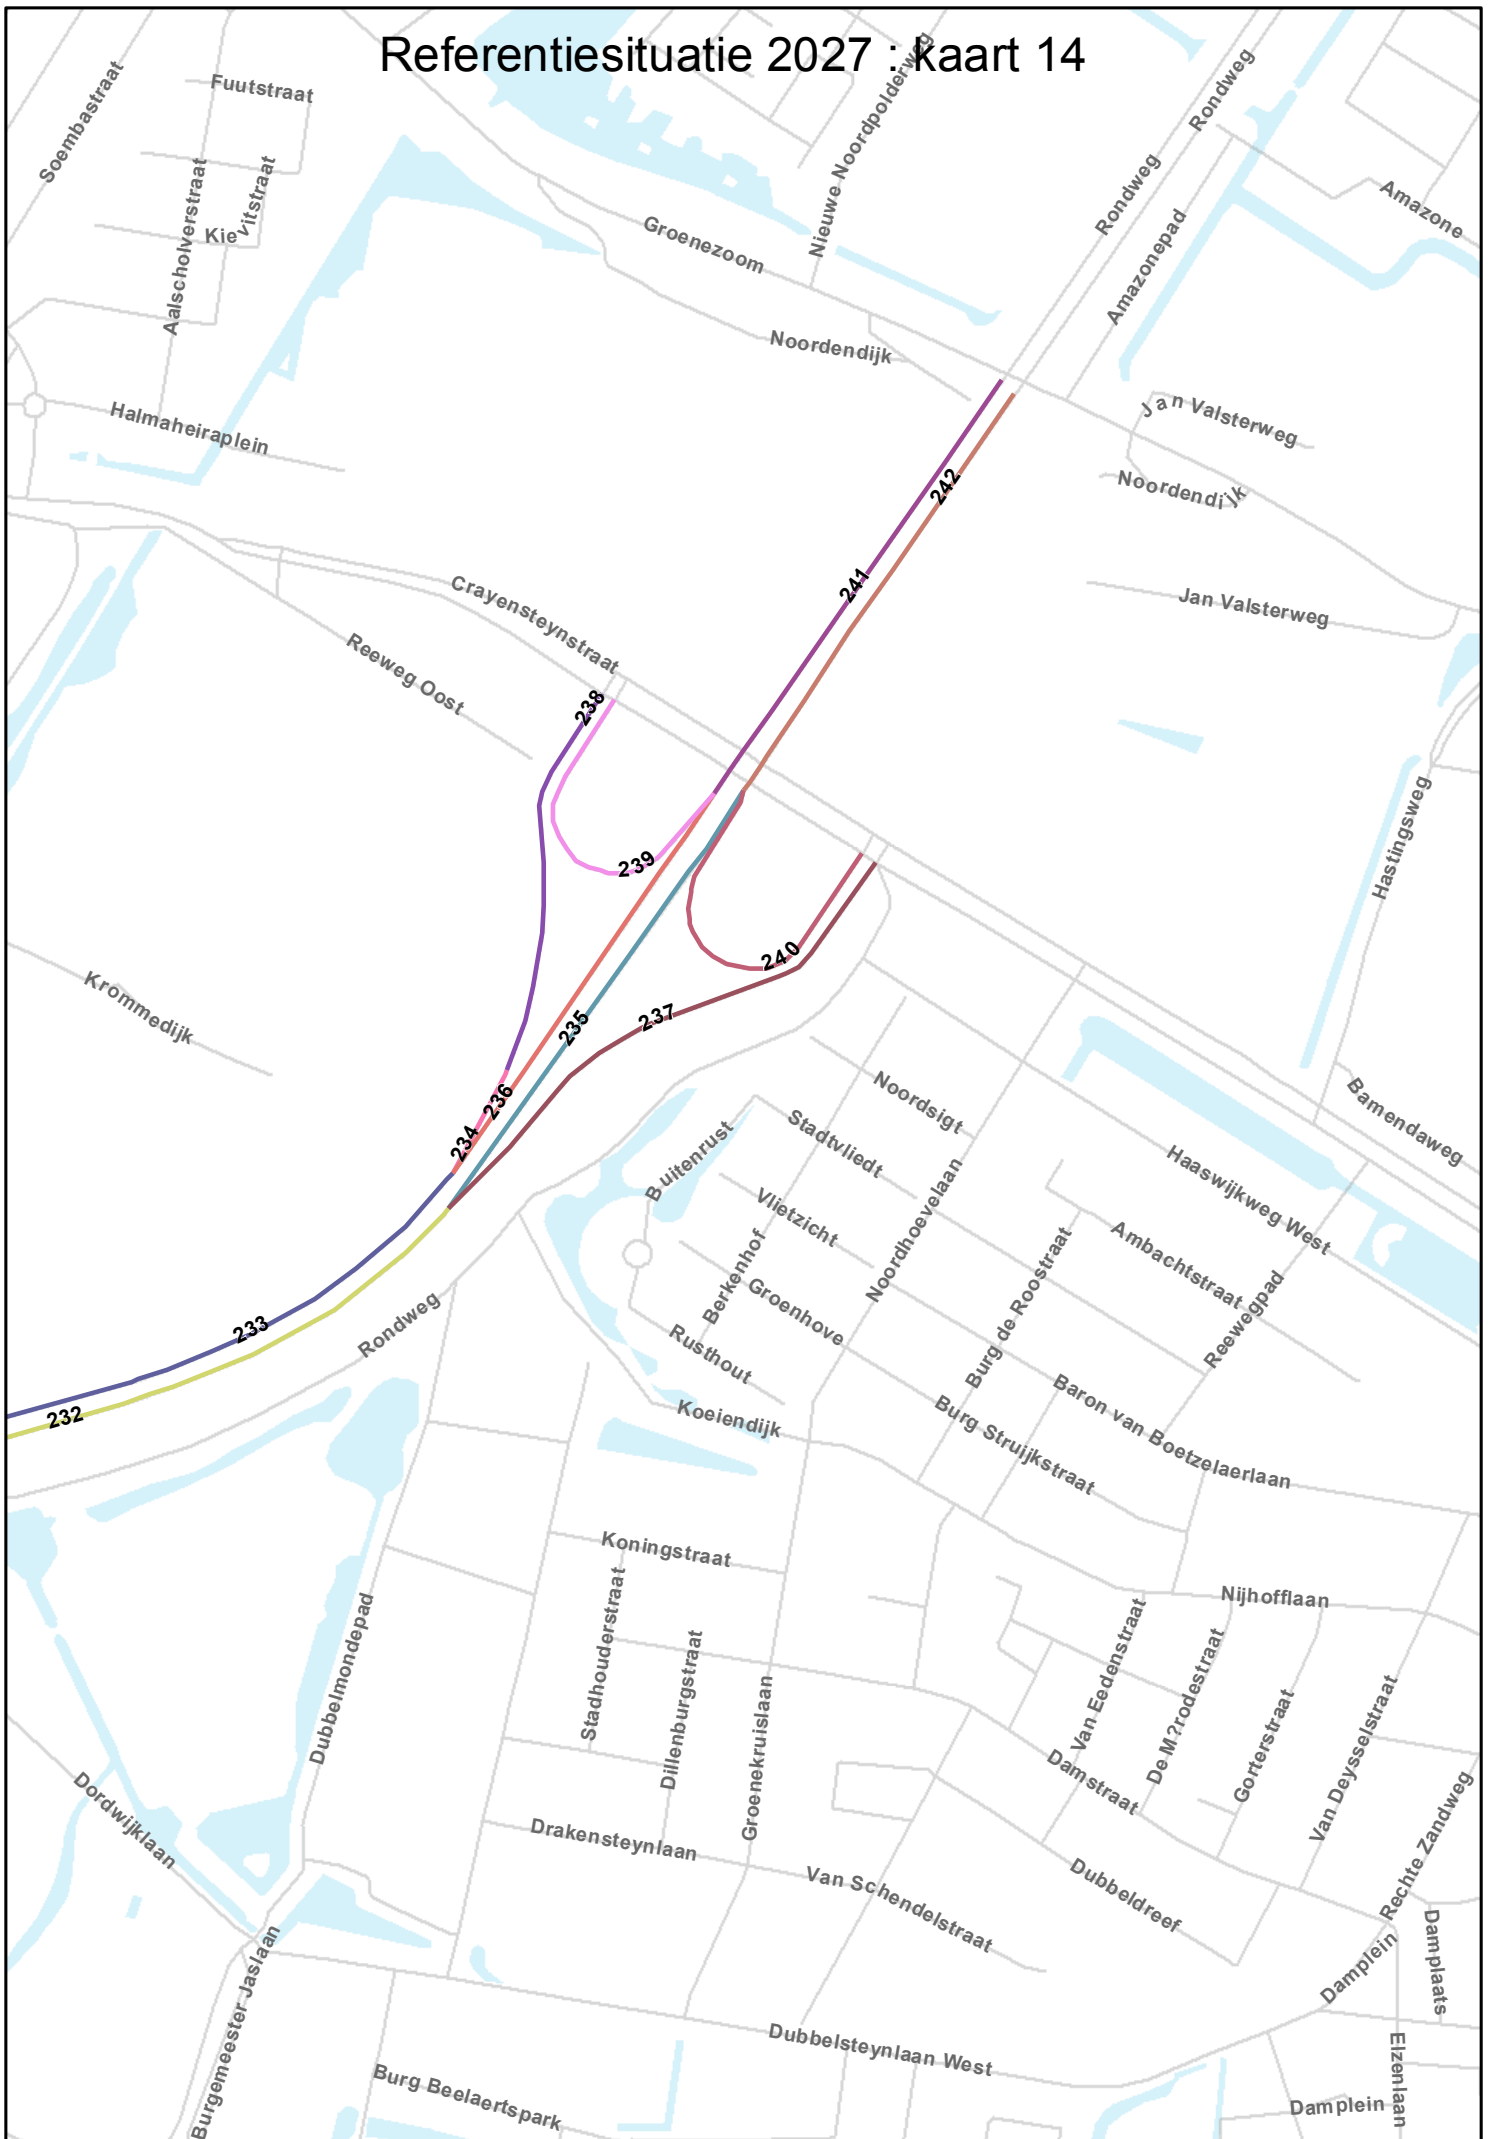 Referentiesituatie 2027 : kaart 14
Soembastraat
Fuutstraat
Aalscholverstraat
Kievitstraat
Nieuwe Noordpolderweg
Rondweg
Rondweg
Amazonepad
Amazone
Groenezoom
Noordendijk
Halmaheiraplein
Jan Valsterweg
Noordendijk
242
241
Crayensteynstraat
Reeweg Oost
Jan Valsterweg
238
239
Hastingsweg
240
Krommedijk
237
235
236
234
Noordsigt
Stadtvliedt
Buitenrust
Bamendaweg
Haaswijkweg West
Vlietzicht
Noordhoevelaan
Berkenhof
Groenhove
Burg de Roostraat
Ambachtstraat
Reewegpad
233
Rondweg
Rusthout
232
Koeiendijk
Baron van Boetzelaerlaan
Burg Struijkstraat
Koningstraat
Nijhofflaan
Stadhouderstraat
Dubbelmondepad
Dillenburgstraat
Groenekruislaan
Van Eedenstraat
De M?rodestraat
Gorterstraat
Van Deysselstraat
Damstraat
Dordwijklaan
Drakensteynlaan
Rechte Zandweg
Van Schendelstraat
Dubbeldreef
Damplein
Damplaats
Burgemeester Jaslaan
Dubbelsteynlaan West
Elzenlaan
Burg Beelaertspark
Damplein